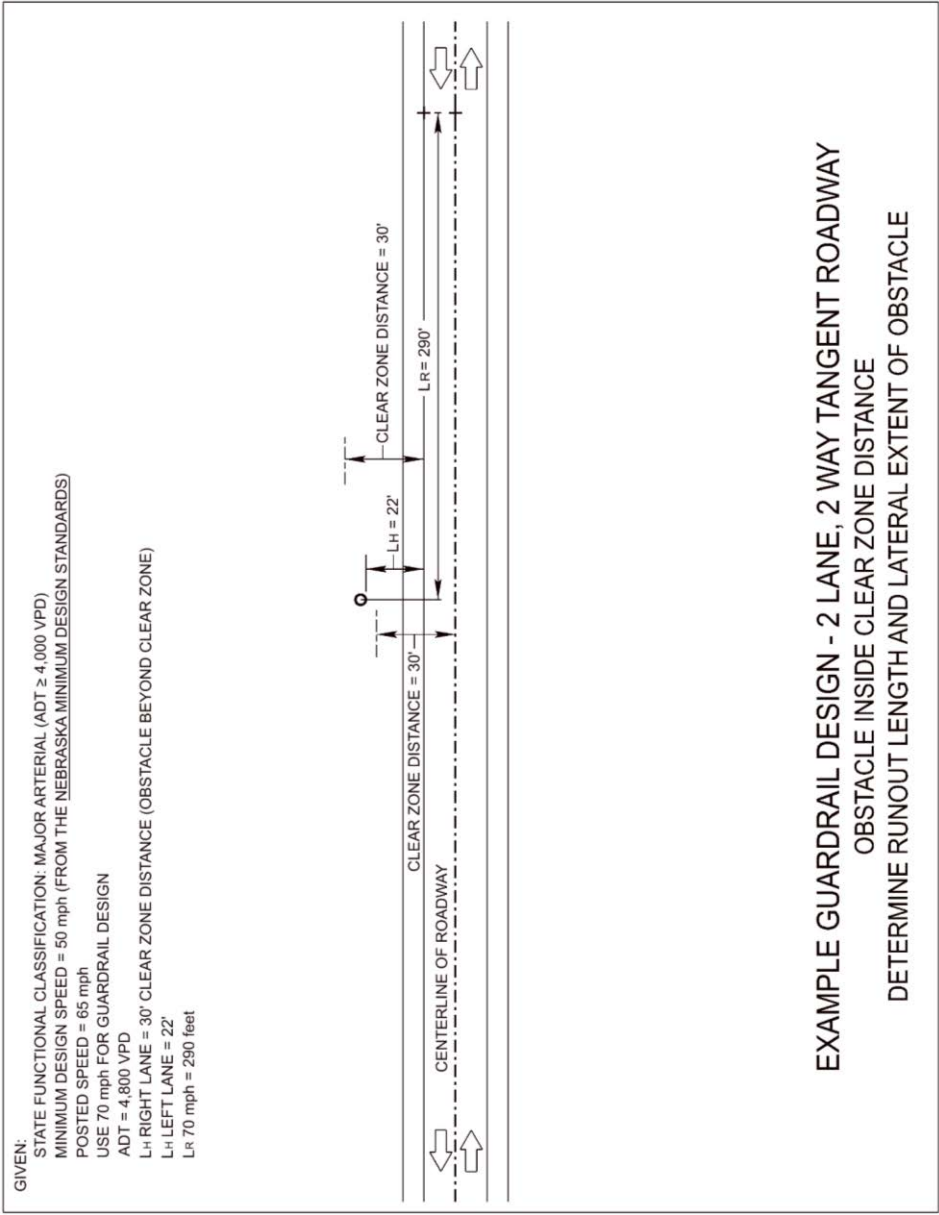 GIVEN:
STATE FUNCTIONAL CLASSIFICATION: MAJOR ARTERIAL (ADT ≥ 4,000 VPD)
MINIMUM DESIGN SPEED = 50 mph (FROM THE NEBRASKA MINIMUM DESIGN STANDARDS)
POSTED SPEED = 65 mph
USE 70 mph FOR GUARDRAIL DESIGN
ADT = 4,800 VPD
LH RIGHT LANE = 30' CLEAR ZONE DISTANCE (OBSTACLE BEYOND CLEAR ZONE)
LH LEFT LANE = 22'
LR 70 mph = 290 feet
CLEAR ZONE DISTANCE = 30'
LH = 22'
CLEAR ZONE DISTANCE = 30'
LR = 290'
CENTERLINE OF ROADWAY
EXAMPLE GUARDRAIL DESIGN - 2 LANE, 2 WAY TANGENT ROADWAY
OBSTACLE INSIDE CLEAR ZONE DISTANCE
DETERMINE RUNOUT LENGTH AND LATERAL EXTENT OF OBSTACLE